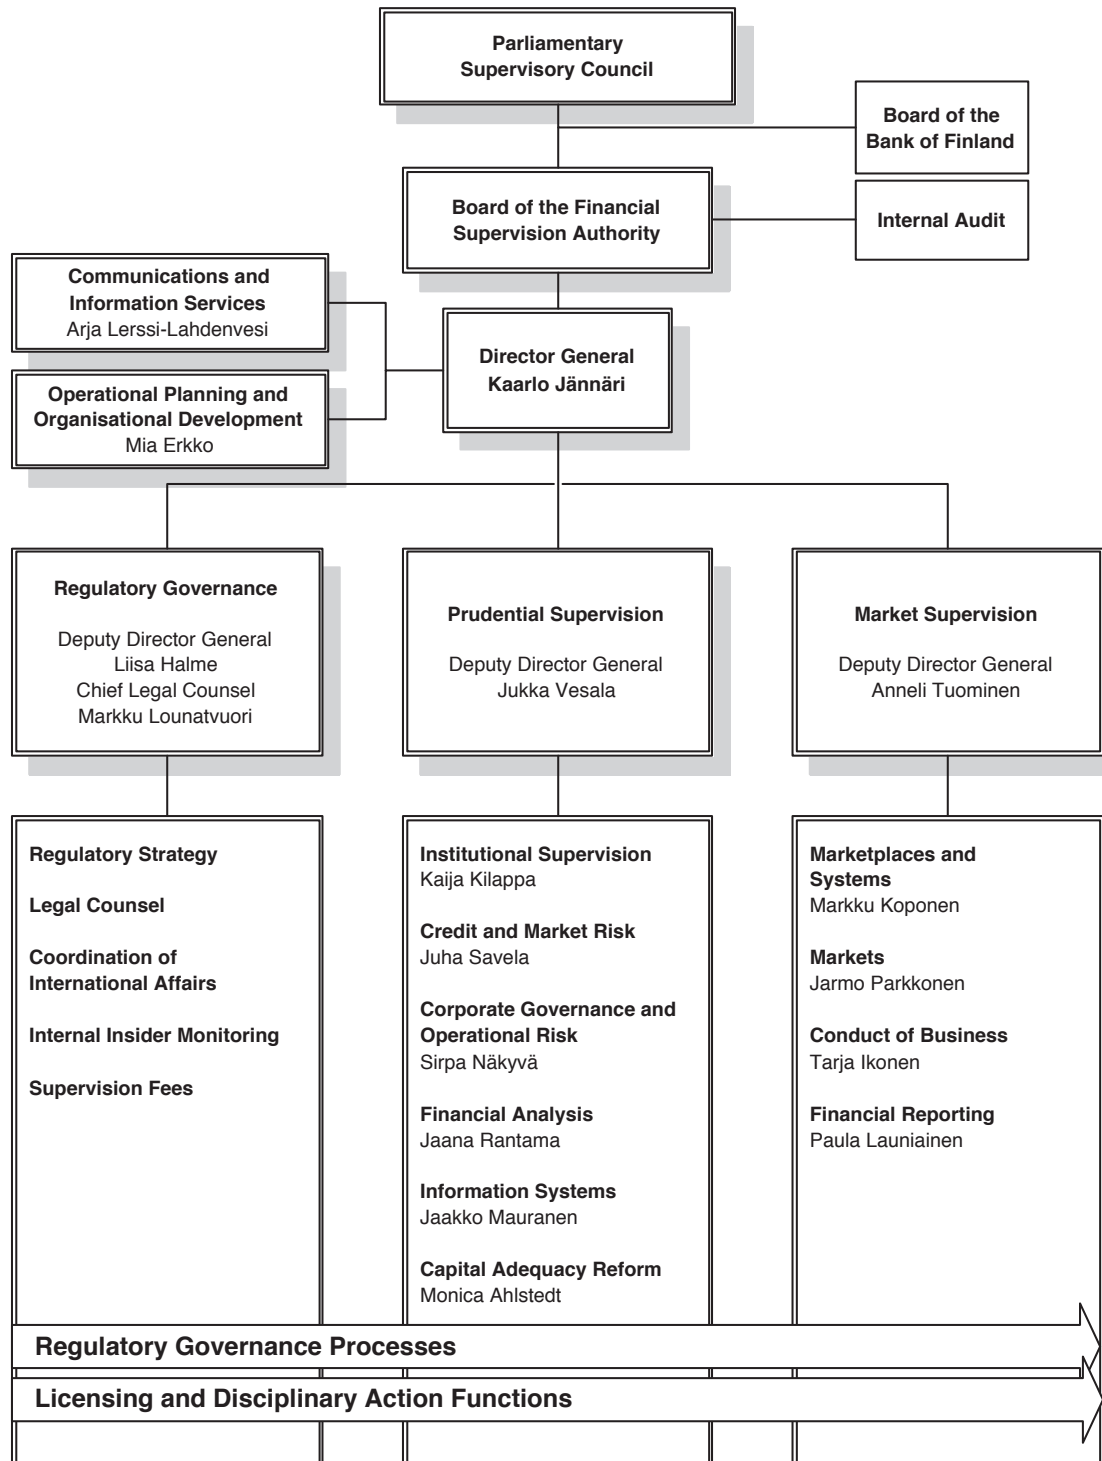 Parliamentary
Supervisory Council
Board of the
Bank of Finland
Board of the Financial
Supervision Authority
Internal Audit
Communications and
Information Services
Arja Lerssi-Lahdenvesi
Director General
Kaarlo Jännäri
Operational Planning and
Organisational Development
Mia Erkko
Regulatory Governance
Deputy Director General
Liisa Halme
Chief Legal Counsel
Markku Lounatvuori
Prudential Supervision
Deputy Director General
Jukka Vesala
Market Supervision
Deputy Director General
Anneli Tuominen
Regulatory Strategy
Legal Counsel
Coordination of
International Affairs
Internal Insider Monitoring
Supervision Fees
Institutional Supervision
Kaija Kilappa
Credit and Market Risk
Juha Savela
Corporate Governance and
Operational Risk
Sirpa Näkyvä
Financial Analysis
Jaana Rantama
Information Systems
Jaakko Mauranen
Capital Adequacy Reform
Monica Ahlstedt
Marketplaces and
Systems
Markku Koponen
Markets
Jarmo Parkkonen
Conduct of Business
Tarja Ikonen
Financial Reporting
Paula Launiainen
Regulatory Governance Processes
Licensing and Disciplinary Action Functions